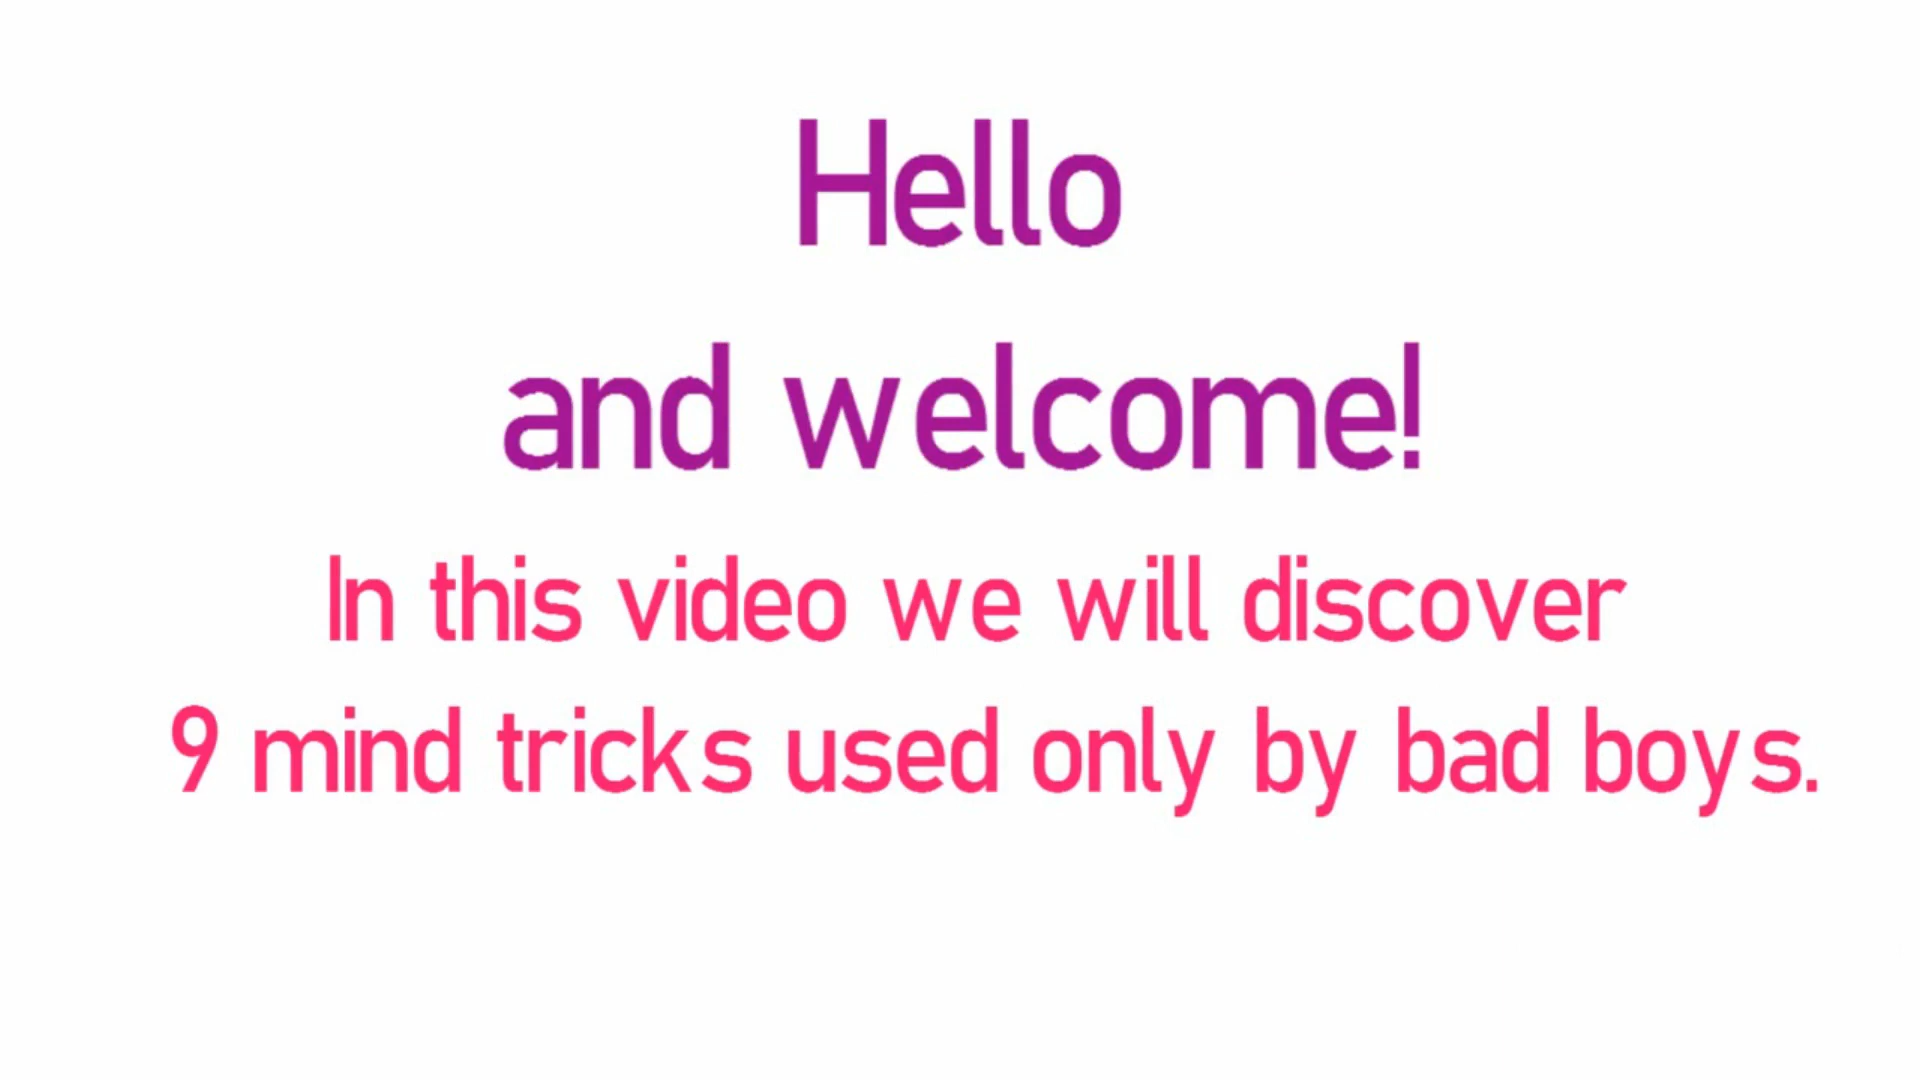 Hello
and welcome!
In this video we will discover
9 mind tricks used only by bad boys.